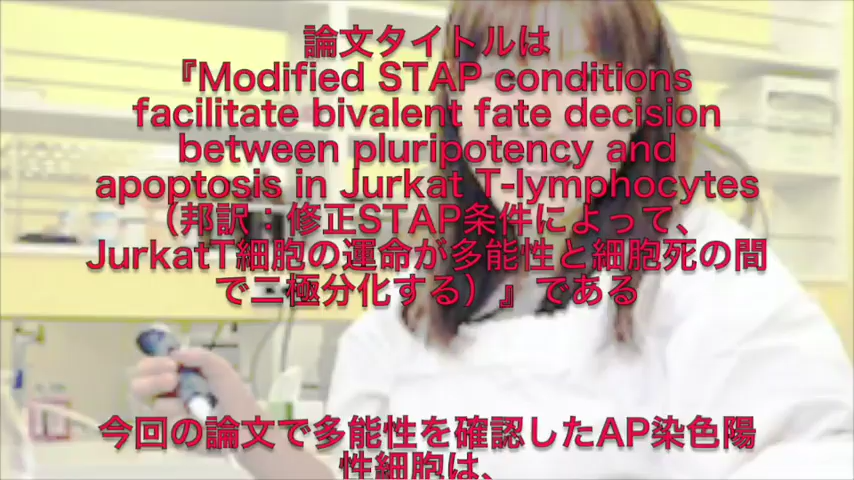 論文タイトルは
『Modified STAP conditions
facilitate bivalent fate decision
between pluripotency and
apoptosis in Jurkat T-lymphocytes
（邦訳：修正STAP条件によって、
JurkatT細胞の運命が多能性と細胞死の間
で二極分化する）』である
今回の論文で多能性を確認したAP染色陽
性細胞は、